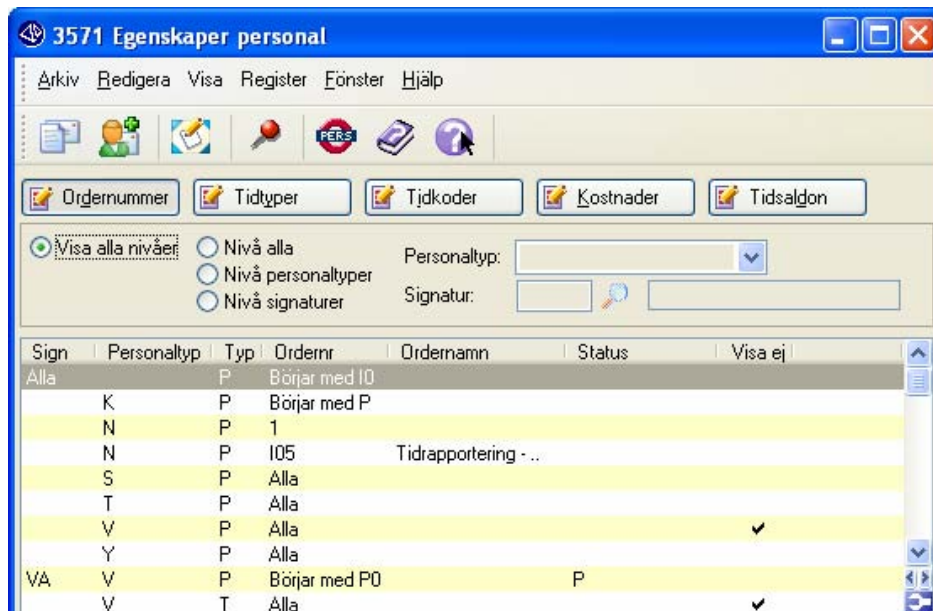 3571 Egenskaper personal
Arkiv Redigera Visa Register Fönster Hjälp
PERS
Ordernummer Tidtyper Tidkoder Kostnader Tidsaldon
Visa alla nivåer Nivå alla Personaltyp:
Nivå personaltyper
Nivå signaturer Signatur:
Sign Personaltyp Typ Ordernr Ordernamn Status Visa ej
Alla P Börjar med I0
K P Börjar med P
N P 1
N P I05 Tidrapportering - ..
S P Alla
T P Alla
V P Alla ✓
Y P Alla
VA V P Börjar med P0 P
V T Alla ✓